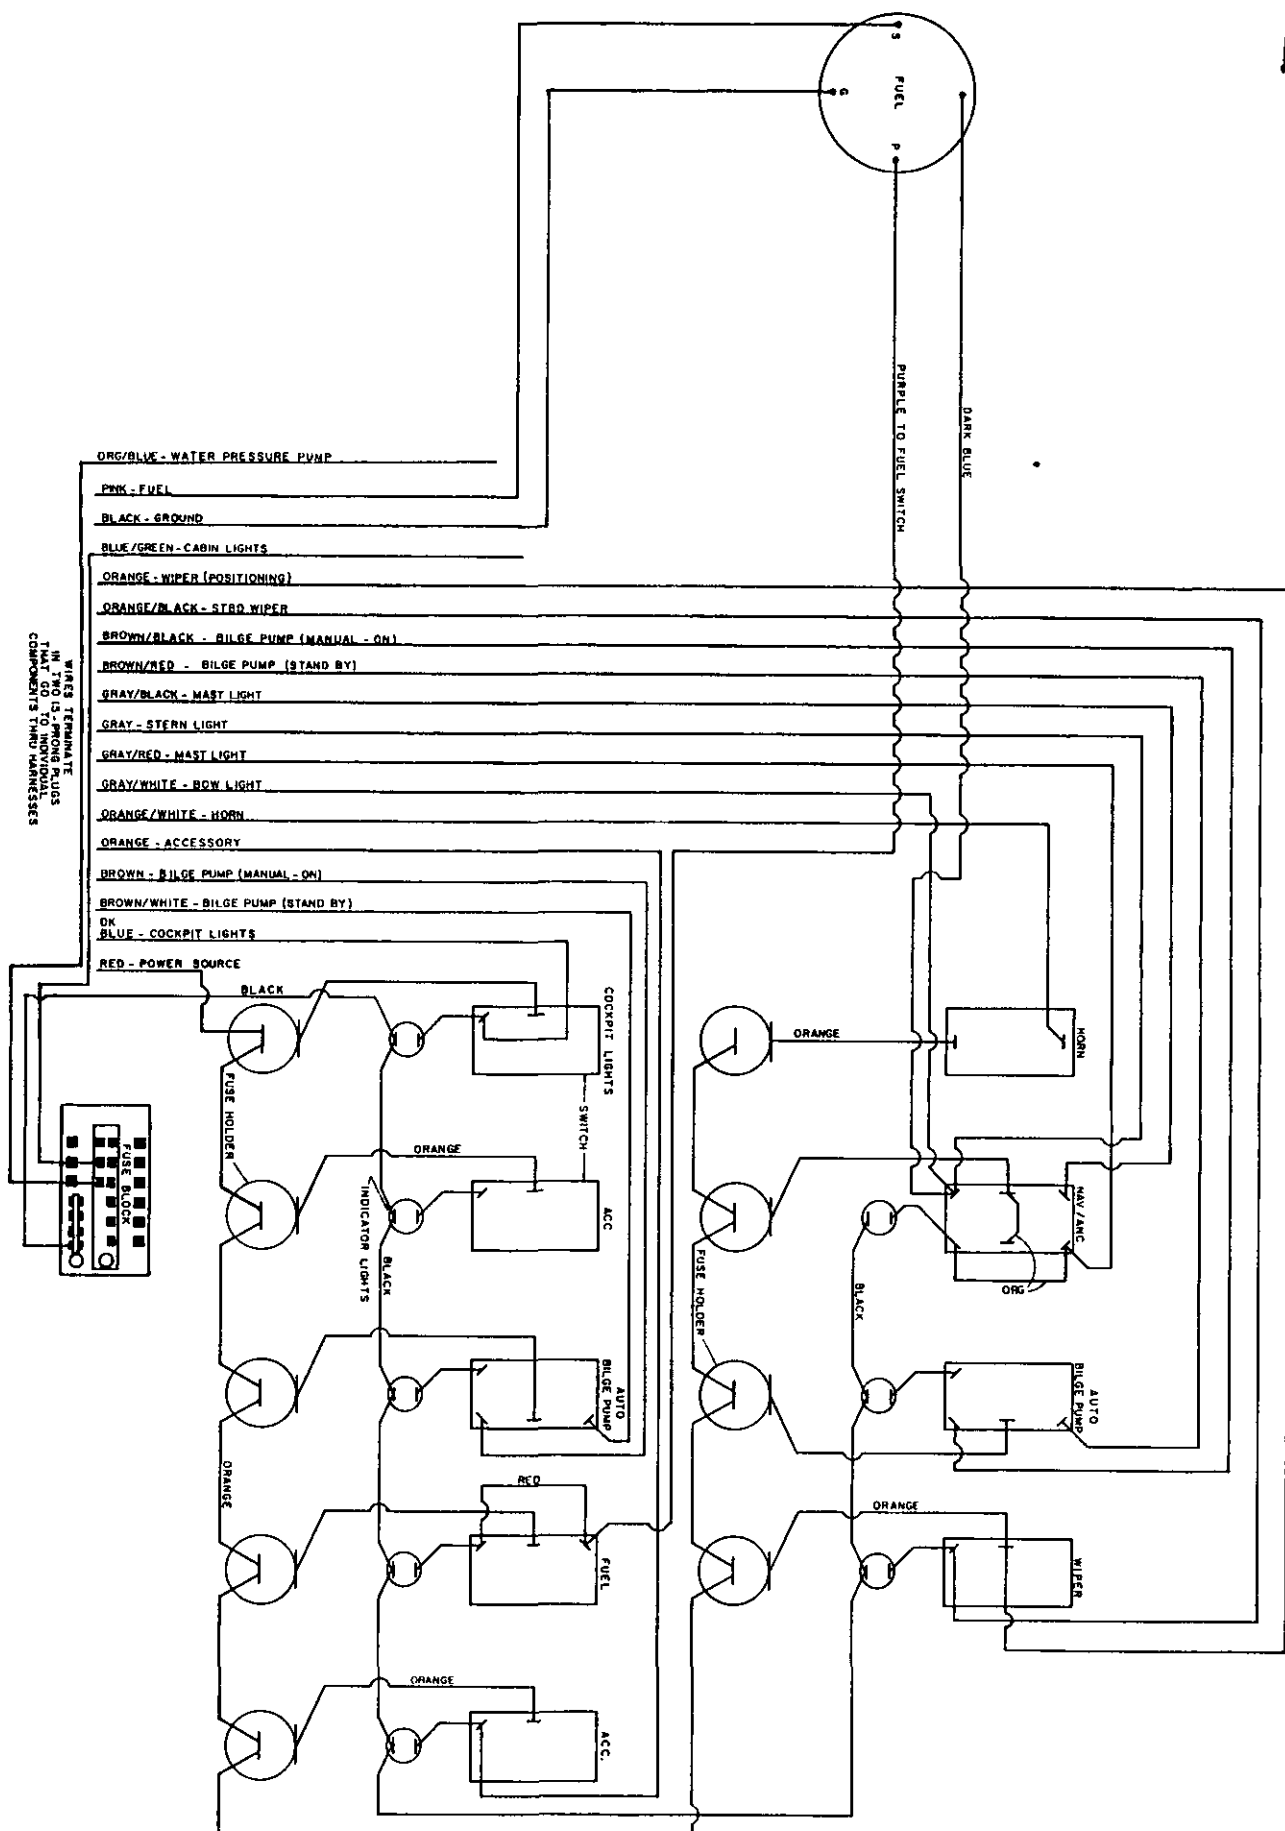 S
FUEL
G
P
PURPLE TO FUEL SWITCH
DARK BLUE
ORG/BLUE - WATER PRESSURE PUMP
PINK - FUEL
BLACK - GROUND
BLUE/GREEN - CABIN LIGHTS
ORANGE - WIPER (POSITIONING)
ORANGE/BLACK - STBD WIPER
BROWN/BLACK - BILGE PUMP (MANUAL - ON)
BROWN/RED - BILGE PUMP (STAND BY)
GRAY/BLACK - MAST LIGHT
GRAY - STERN LIGHT
GRAY/RED - MAST LIGHT
GRAY/WHITE - BOW LIGHT
ORANGE/WHITE - HORN
ORANGE - ACCESSORY
BROWN - BILGE PUMP (MANUAL - ON)
BROWN/WHITE - BILGE PUMP (STAND BY)
DK
BLUE - COCKPIT LIGHTS
RED - POWER SOURCE
WIRES TERMINATE
IN TWO 15-PRONG PLUGS
THAT GO TO INDIVIDUAL
COMPONENTS THRU HARNESSES
BLACK
COCKPIT LIGHTS
ORANGE
HORN
FUSE HOLDER
SWITCH
FUSE BLOCK
ORANGE
INDICATOR LIGHTS
ACC
BLACK
NAV/ANC
ORG
FUSE HOLDER
BLACK
AUTO
BILGE PUMP
AUTO
BILGE PUMP
ORANGE
RED
FUEL
ORANGE
WIPER
ORANGE
ACC.